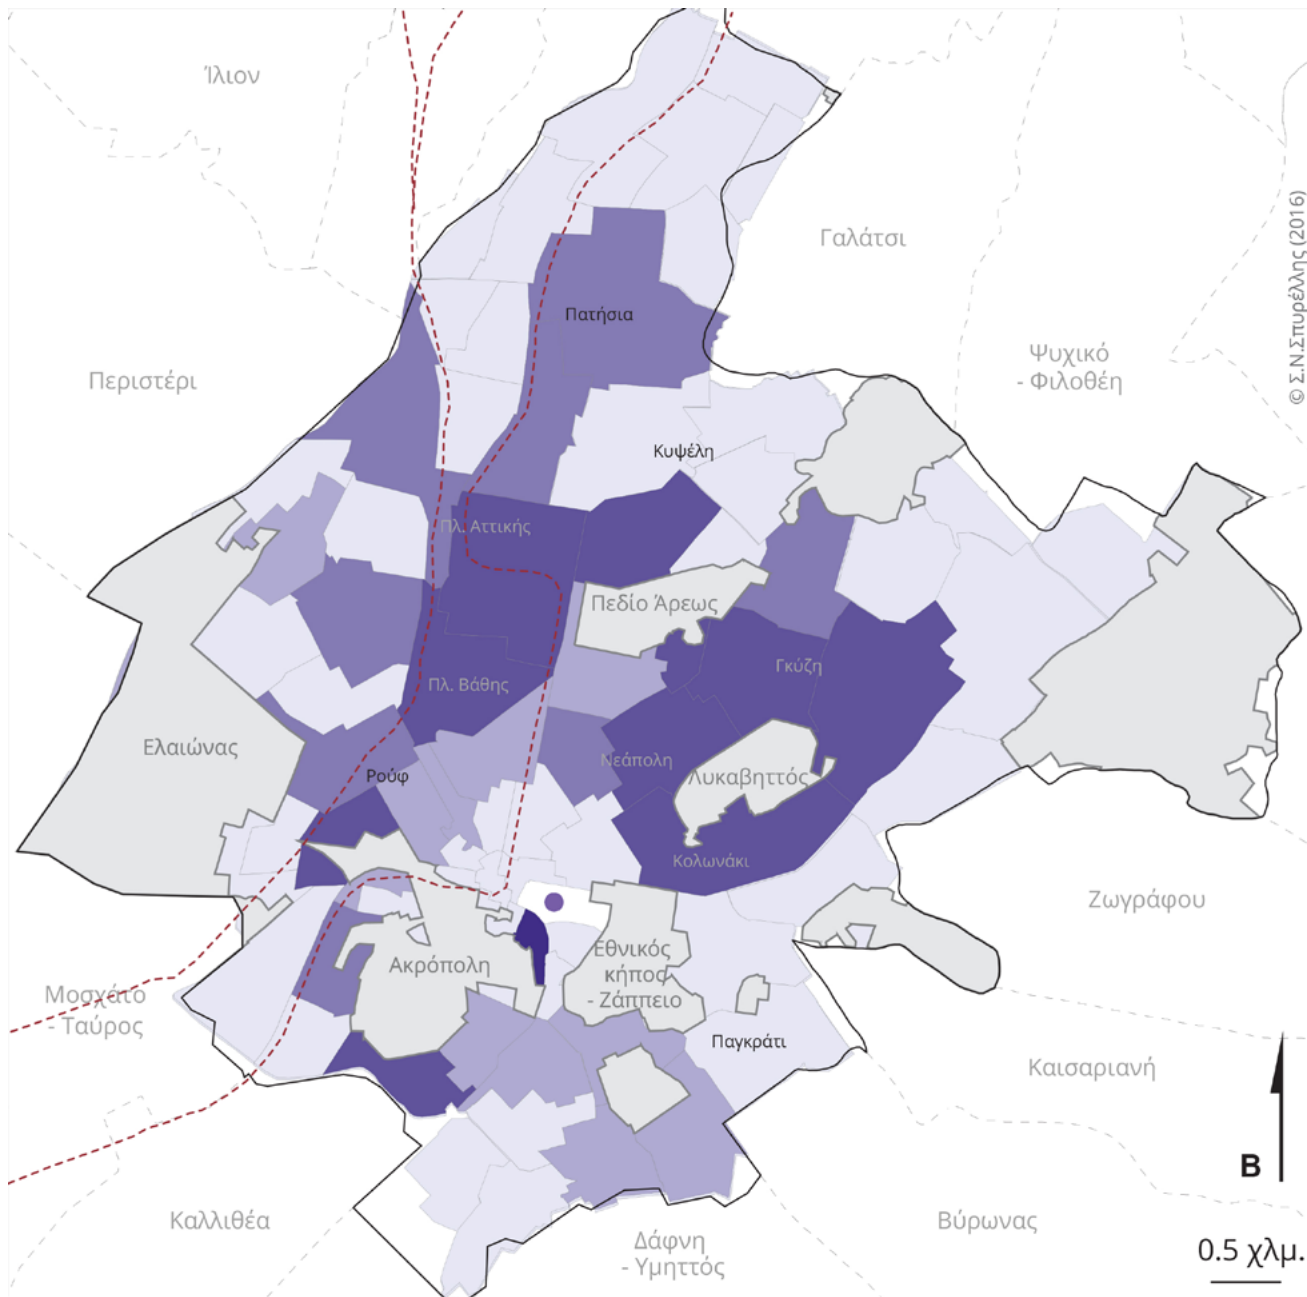 Ίλιον
© Σ.Ν.Σπυρέλλης (2016)
Γαλάτσι
Πατήσια
Ψυχικό
- Φιλοθέη
Περιστέρι
Κυψέλη
Πλ. Αττικής
Πεδίο Άρεως
Γκύζη
Πλ. Βάθης
Ελαιώνας
Ρούφ
Νεάπολη
Λυκαβηττός
Κολωνάκι
Ζωγράφου
Ακρόπολη
Εθνικός
κήπος
- Ζάππειο
Μοσχάτο
- Ταύρος
Παγκράτι
Καισαριανή
Β
Καλλιθέα
Βύρωνας
Δάφνη
- Υμηττός
0.5 χλμ.